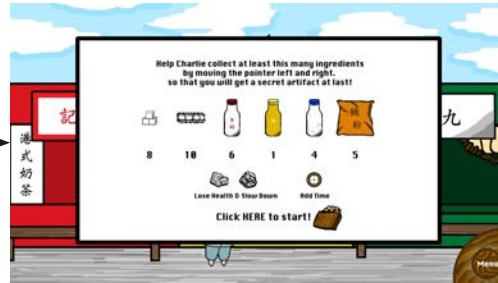 Help Charlie collect at least this many ingredients
by moving the pointer left and right.
so that you will get a secret artifact at last!
記
九
港式奶茶
8 10 6 1 4 5
Lose Health & Slow Down
Add Time
Click HERE to start!
Menu